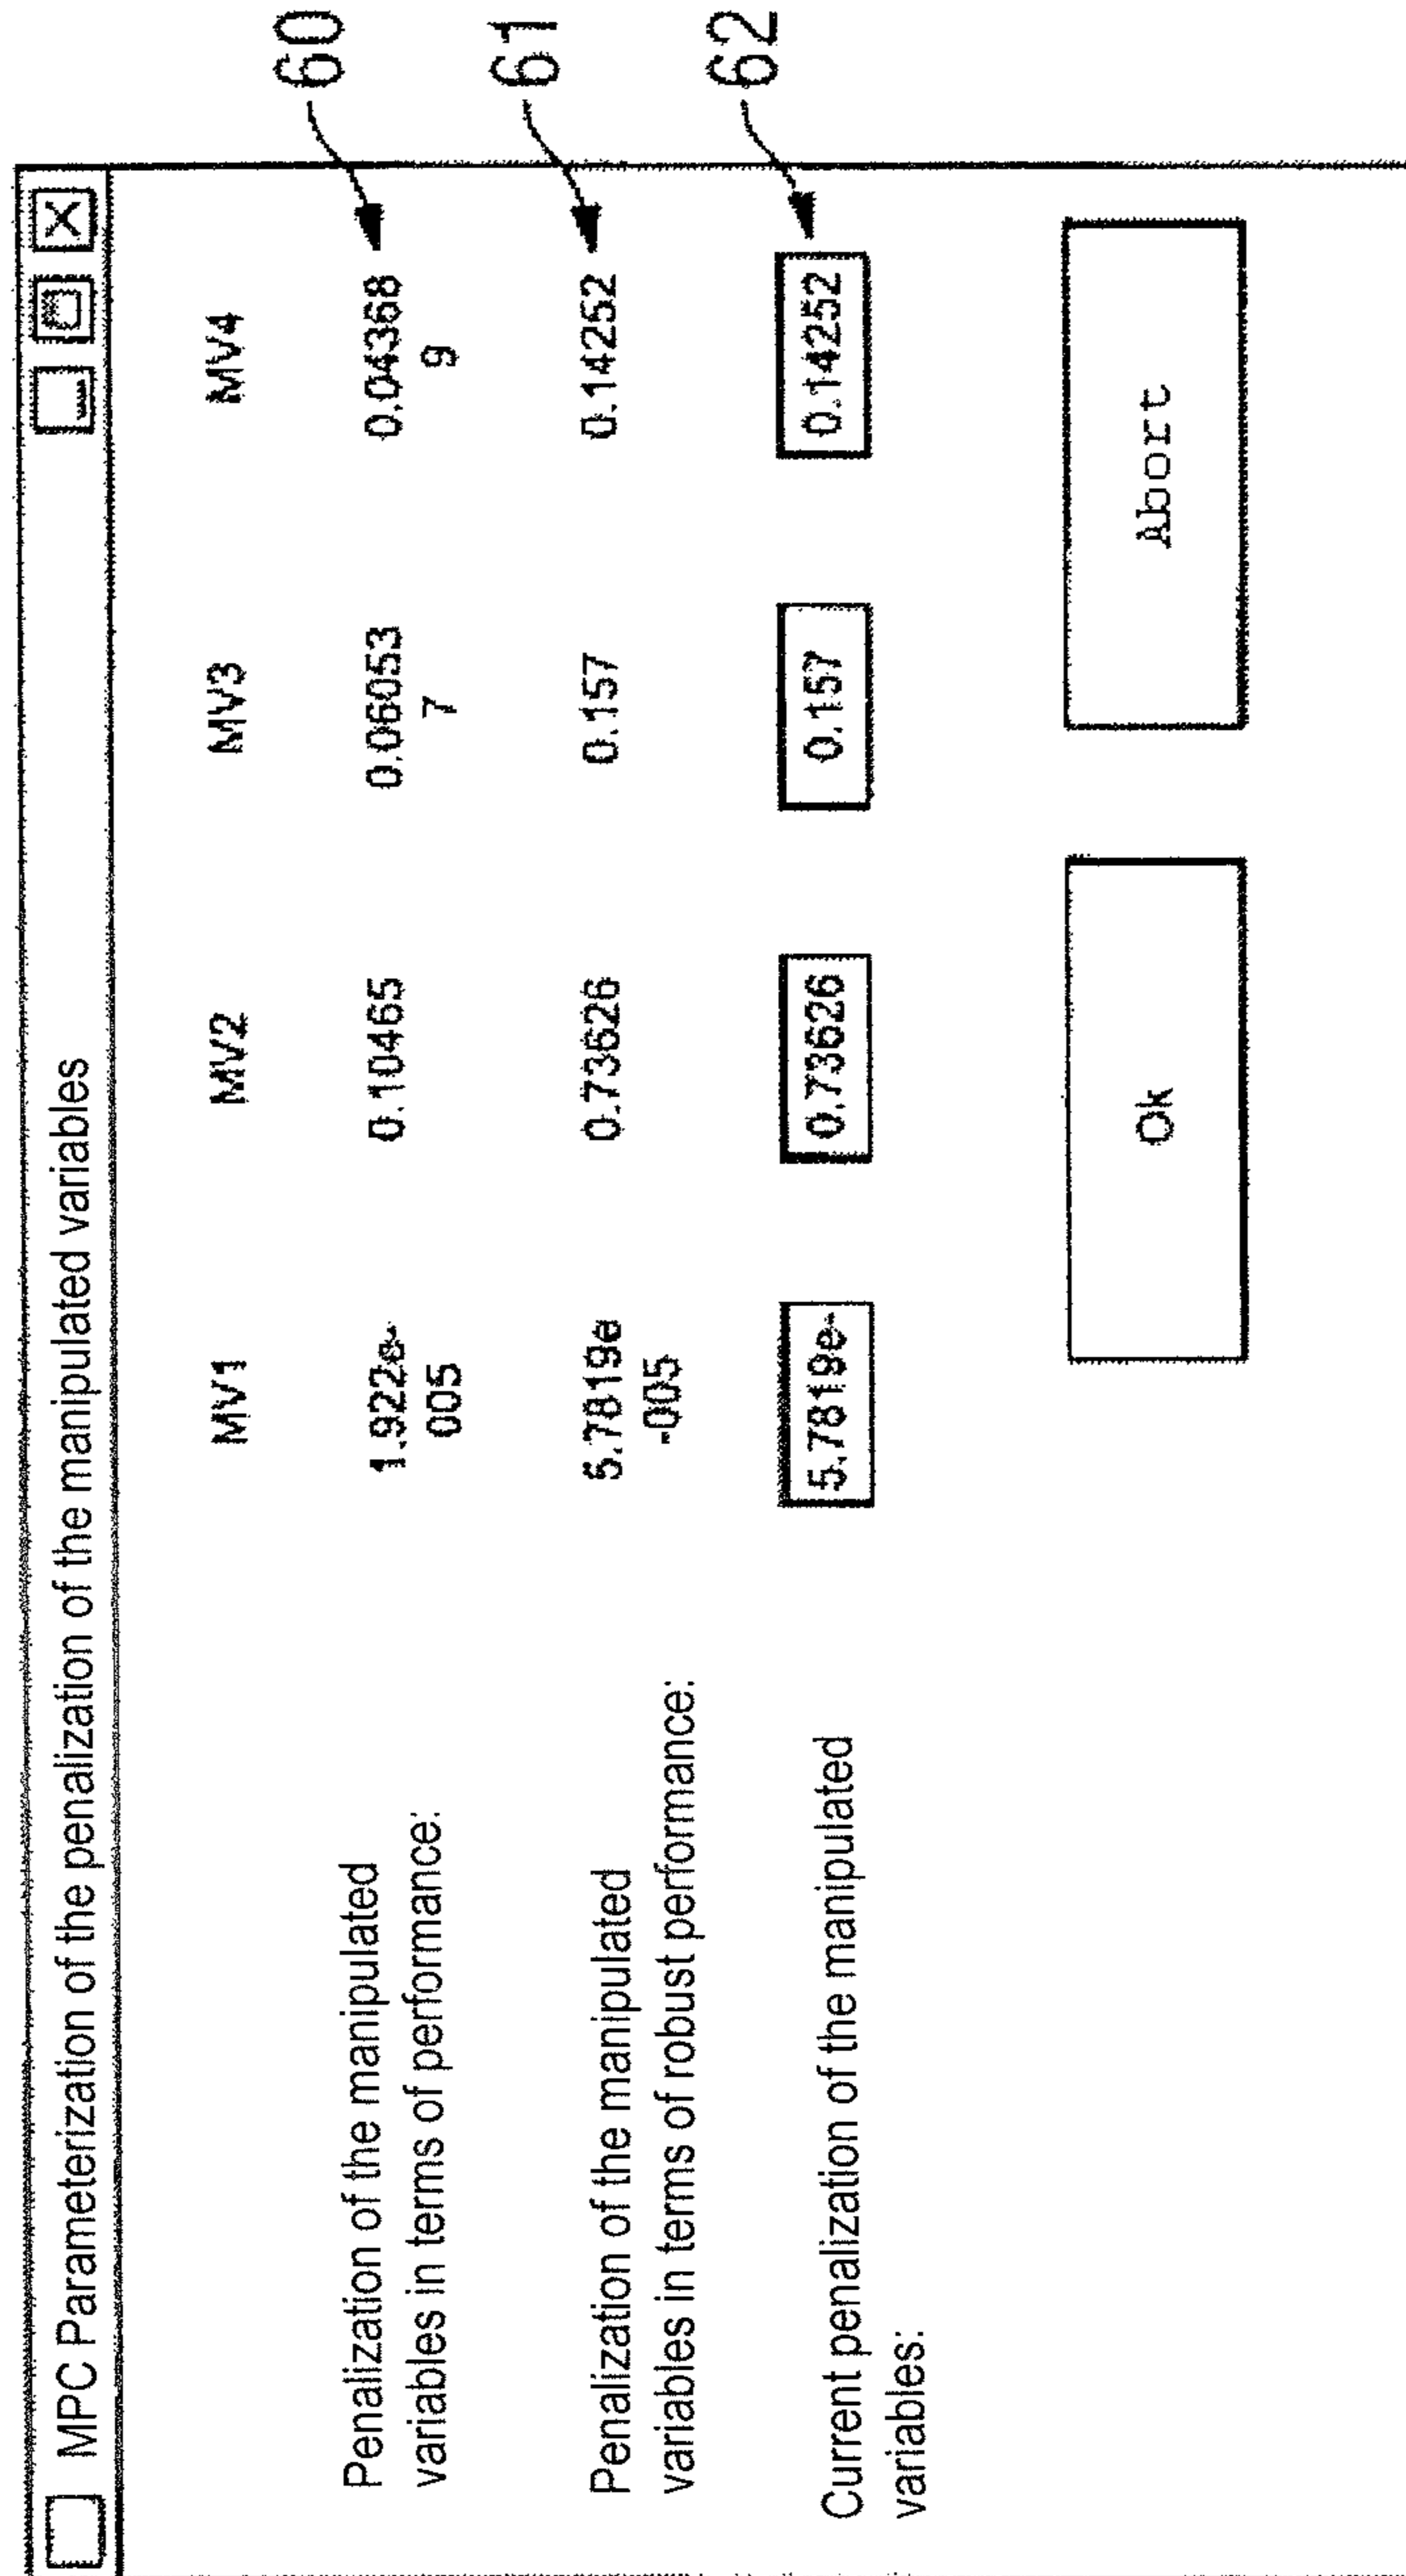 MPC Parameterization of the penalization of the manipulated variables
MV1 MV2 MV3 MV4
Penalization of the manipulated
variables in terms of performance:
1.922e-
005
0.10465
0.06053
7
0.04368
9
60
Penalization of the manipulated
variables in terms of robust performance:
5.7819e
-005
0.73626
0.157
0.14252
61
Current penalization of the manipulated
variables:
5.7819e-
0.73626
0.157
0.14252
62
Ok
Abort